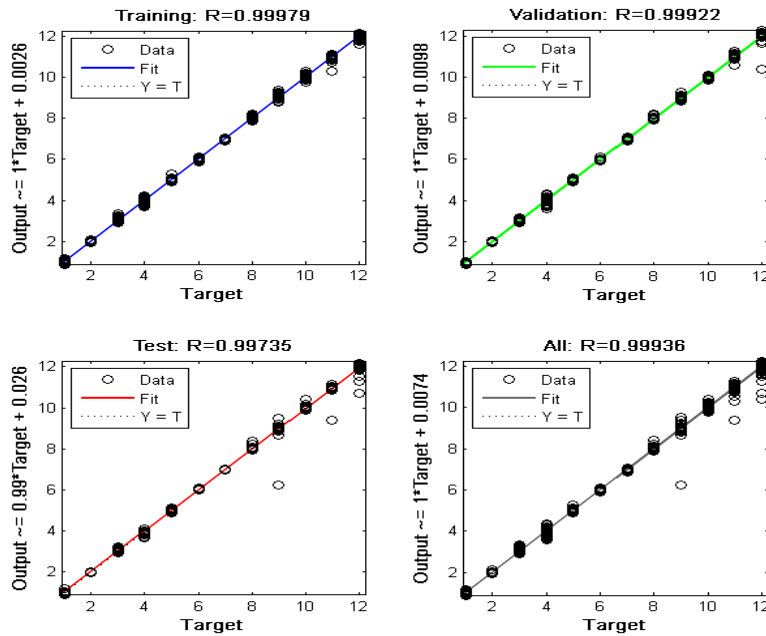 Training: R=0.99979
Output ~= 1*Target + 0.0026
Data
Fit
Y = T
12
10
8
6
4
2
2 4 6 8 10 12
Target
Validation: R=0.99922
Output ~= 1*Target + 0.0098
Data
Fit
Y = T
12
10
8
6
4
2
2 4 6 8 10 12
Target
Test: R=0.99735
Output ~= 0.99*Target + 0.026
Data
Fit
Y = T
12
10
8
6
4
2
2 4 6 8 10 12
Target
All: R=0.99936
Output ~= 1*Target + 0.0074
Data
Fit
Y = T
12
10
8
6
4
2
2 4 6 8 10 12
Target